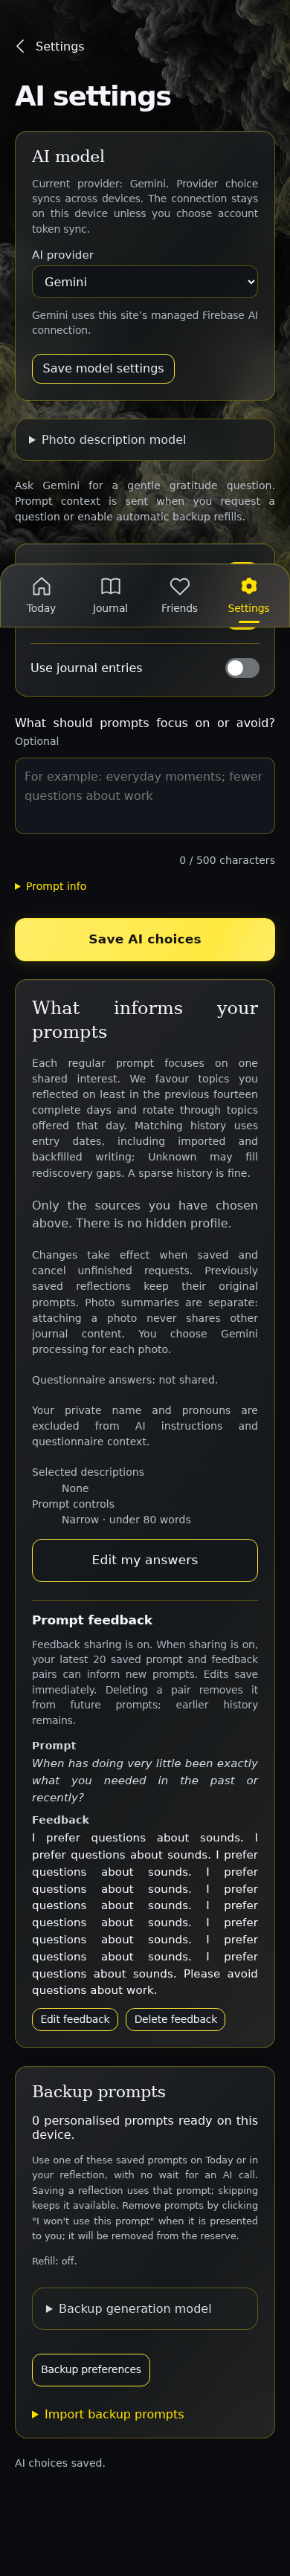 Settings
AI settings
AI model
Current provider: Gemini. Provider choice
syncs across devices. The connection stays
on this device unless you choose account
token sync.
AI provider
Gemini
Gemini uses this site’s managed Firebase AI
connection.
Save model settings
Photo description model
Ask Gemini for a gentle gratitude question.
Prompt context is sent when you request a
question or enable automatic backup refills.
Today
Journal
Friends
Settings
Use journal entries
What should prompts focus on or avoid?
Optional
For example: everyday moments; fewer
questions about work
0 / 500 characters
Prompt info
Save AI choices
What informs your
prompts
Each regular prompt focuses on one
shared interest. We favour topics you
reflected on least in the previous fourteen
complete days and rotate through topics
offered that day. Matching history uses
entry dates, including imported and
backfilled writing; Unknown may fill
rediscovery gaps. A sparse history is fine.
Only the sources you have chosen
above. There is no hidden profile.
Changes take effect when saved and
cancel unfinished requests. Previously
saved reflections keep their original
prompts. Photo summaries are separate:
attaching a photo never shares other
journal content. You choose Gemini
processing for each photo.
Questionnaire answers: not shared.
Your private name and pronouns are
excluded from AI instructions and
questionnaire context.
Selected descriptions
None
Prompt controls
Narrow · under 80 words
Edit my answers
Prompt feedback
Feedback sharing is on. When sharing is on,
your latest 20 saved prompt and feedback
pairs can inform new prompts. Edits save
immediately. Deleting a pair removes it
from future prompts; earlier history
remains.
Prompt
When has doing very little been exactly
what you needed in the past or
recently?
Feedback
I prefer questions about sounds. I
prefer questions about sounds. I prefer
questions about sounds. I prefer
questions about sounds. I prefer
questions about sounds. I prefer
questions about sounds. I prefer
questions about sounds. I prefer
questions about sounds. I prefer
questions about sounds. Please avoid
questions about work.
Edit feedback
Delete feedback
Backup prompts
0 personalised prompts ready on this
device.
Use one of these saved prompts on Today or in
your reflection, with no wait for an AI call.
Saving a reflection uses that prompt; skipping
keeps it available. Remove prompts by clicking
"I won't use this prompt" when it is presented
to you; it will be removed from the reserve.
Refill: off.
Backup generation model
Backup preferences
Import backup prompts
AI choices saved.